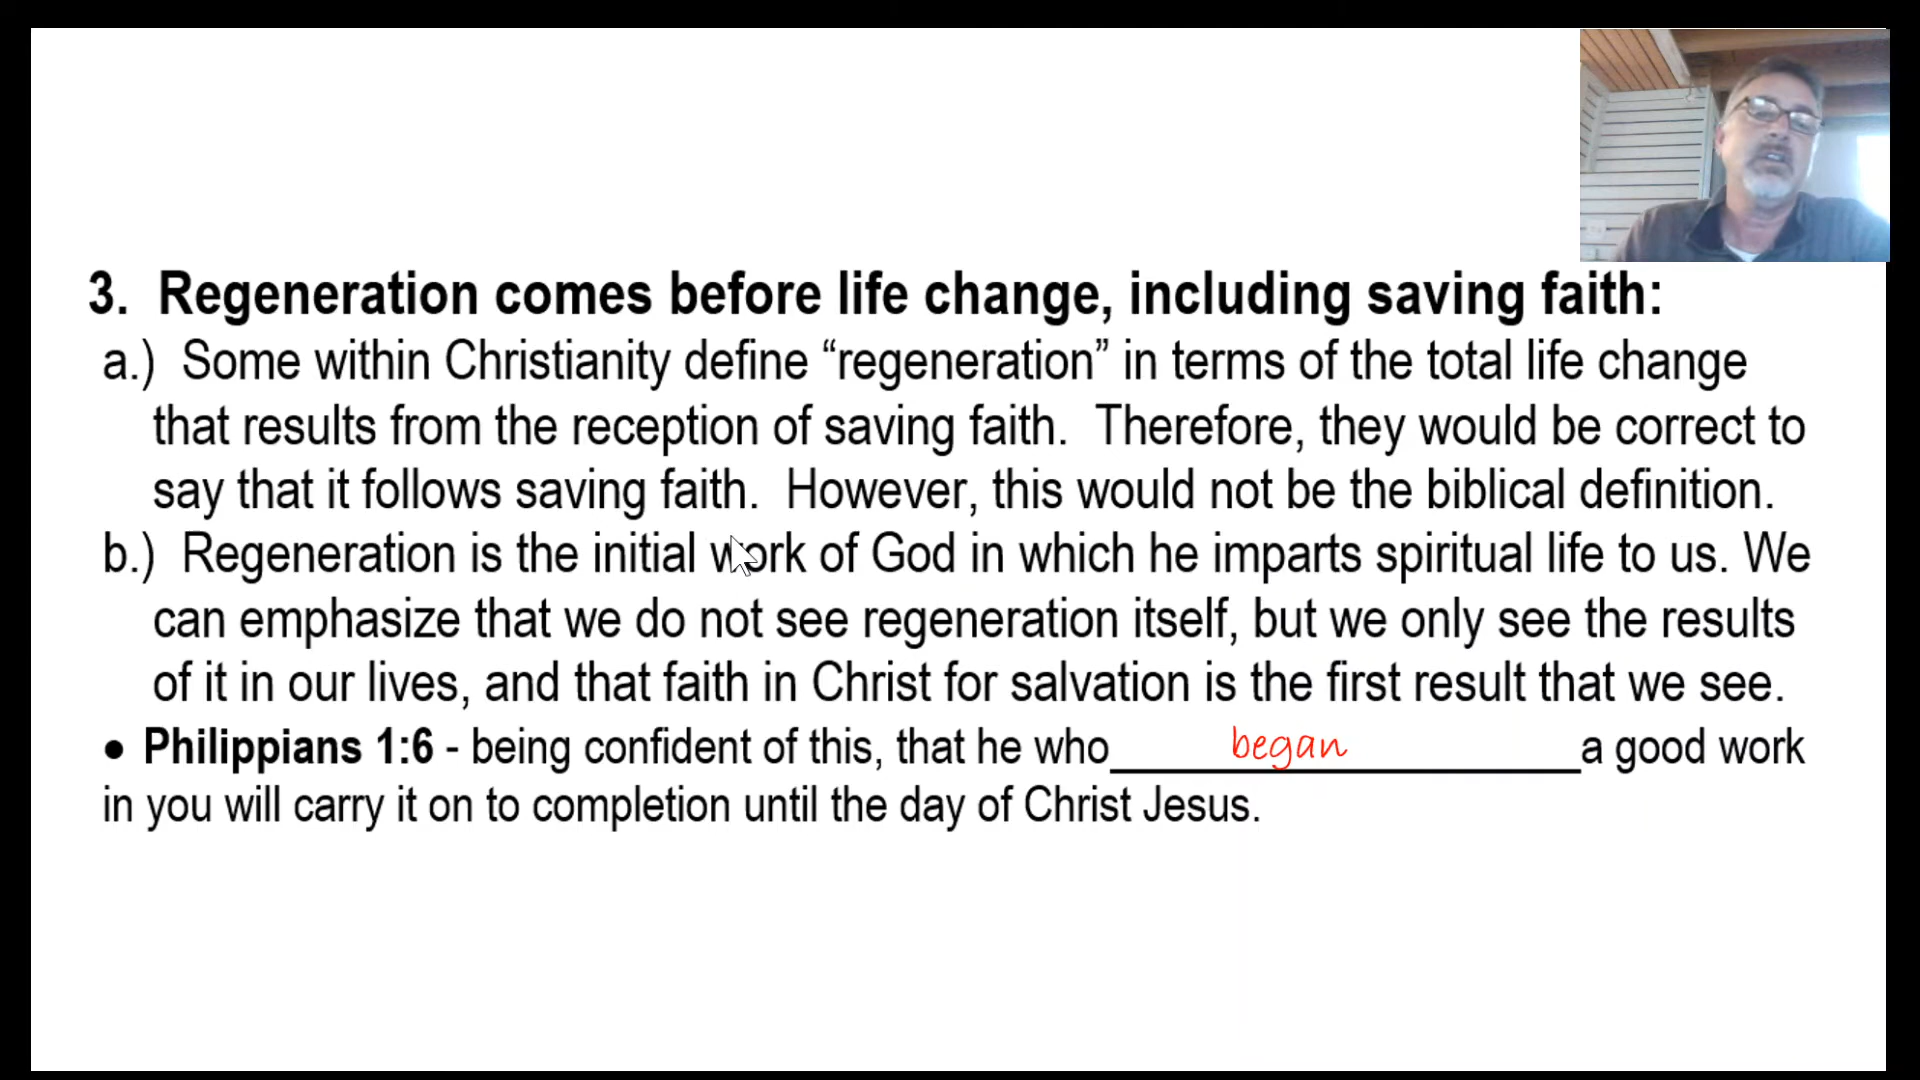 3.  Regeneration comes before life change, including saving faith:
a.)  Some within Christianity define “regeneration” in terms of the total life change
that results from the reception of saving faith.  Therefore, they would be correct to
say that it follows saving faith.  However, this would not be the biblical definition.
b.)  Regeneration is the initial work of God in which he imparts spiritual life to us. We
can emphasize that we do not see regeneration itself, but we only see the results
of it in our lives, and that faith in Christ for salvation is the first result that we see.
● Philippians 1:6 - being confident of this, that he who began a good work
in you will carry it on to completion until the day of Christ Jesus.